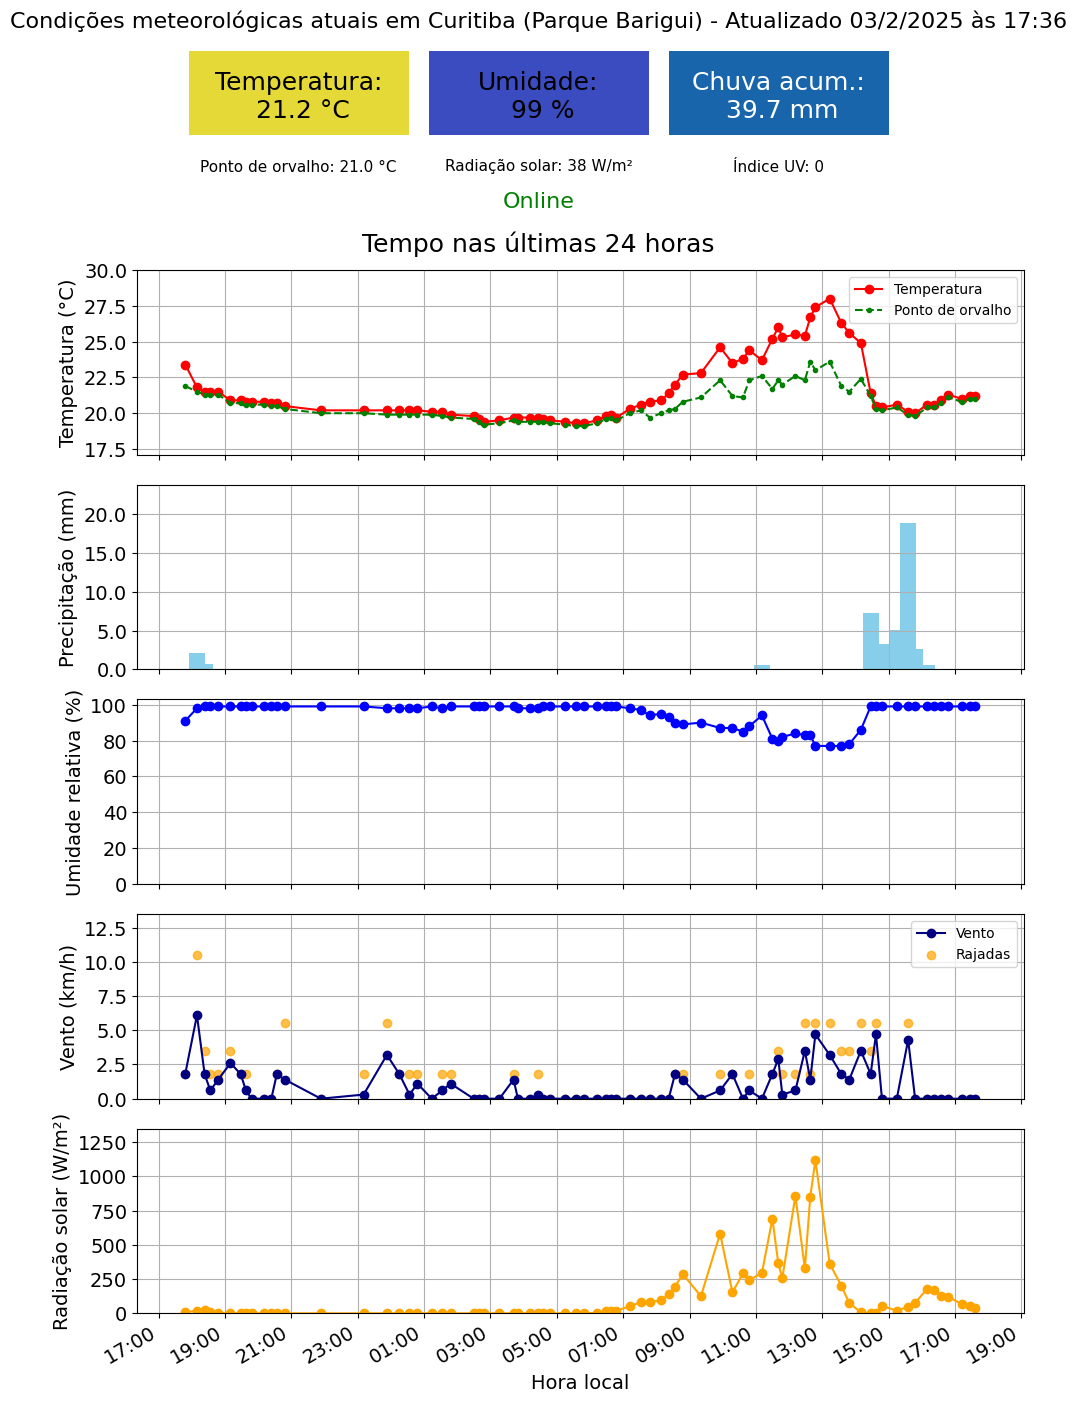 Condições meteorológicas atuais em Curitiba (Parque Barigui) - Atualizado 03/2/2025 às 17:36
Temperatura:
21.2 °C
Umidade:
99 %
Chuva acum.:
39.7 mm
Ponto de orvalho: 21.0 °C
Radiação solar: 38 W/m²
Índice UV: 0
Online
Tempo nas últimas 24 horas
Temperatura (°C)
30.0
27.5
25.0
22.5
20.0
17.5
Temperatura
Ponto de orvalho
Precipitação (mm)
20.0
15.0
10.0
5.0
0.0
Umidade relativa (%)
100
80
60
40
20
0
Vento (km/h)
12.5
10.0
7.5
5.0
2.5
0.0
Vento
Rajadas
Radiação solar (W/m²)
1250
1000
750
500
250
0
17:00
19:00
21:00
23:00
01:00
03:00
05:00
07:00
09:00
11:00
13:00
15:00
17:00
19:00
Hora local